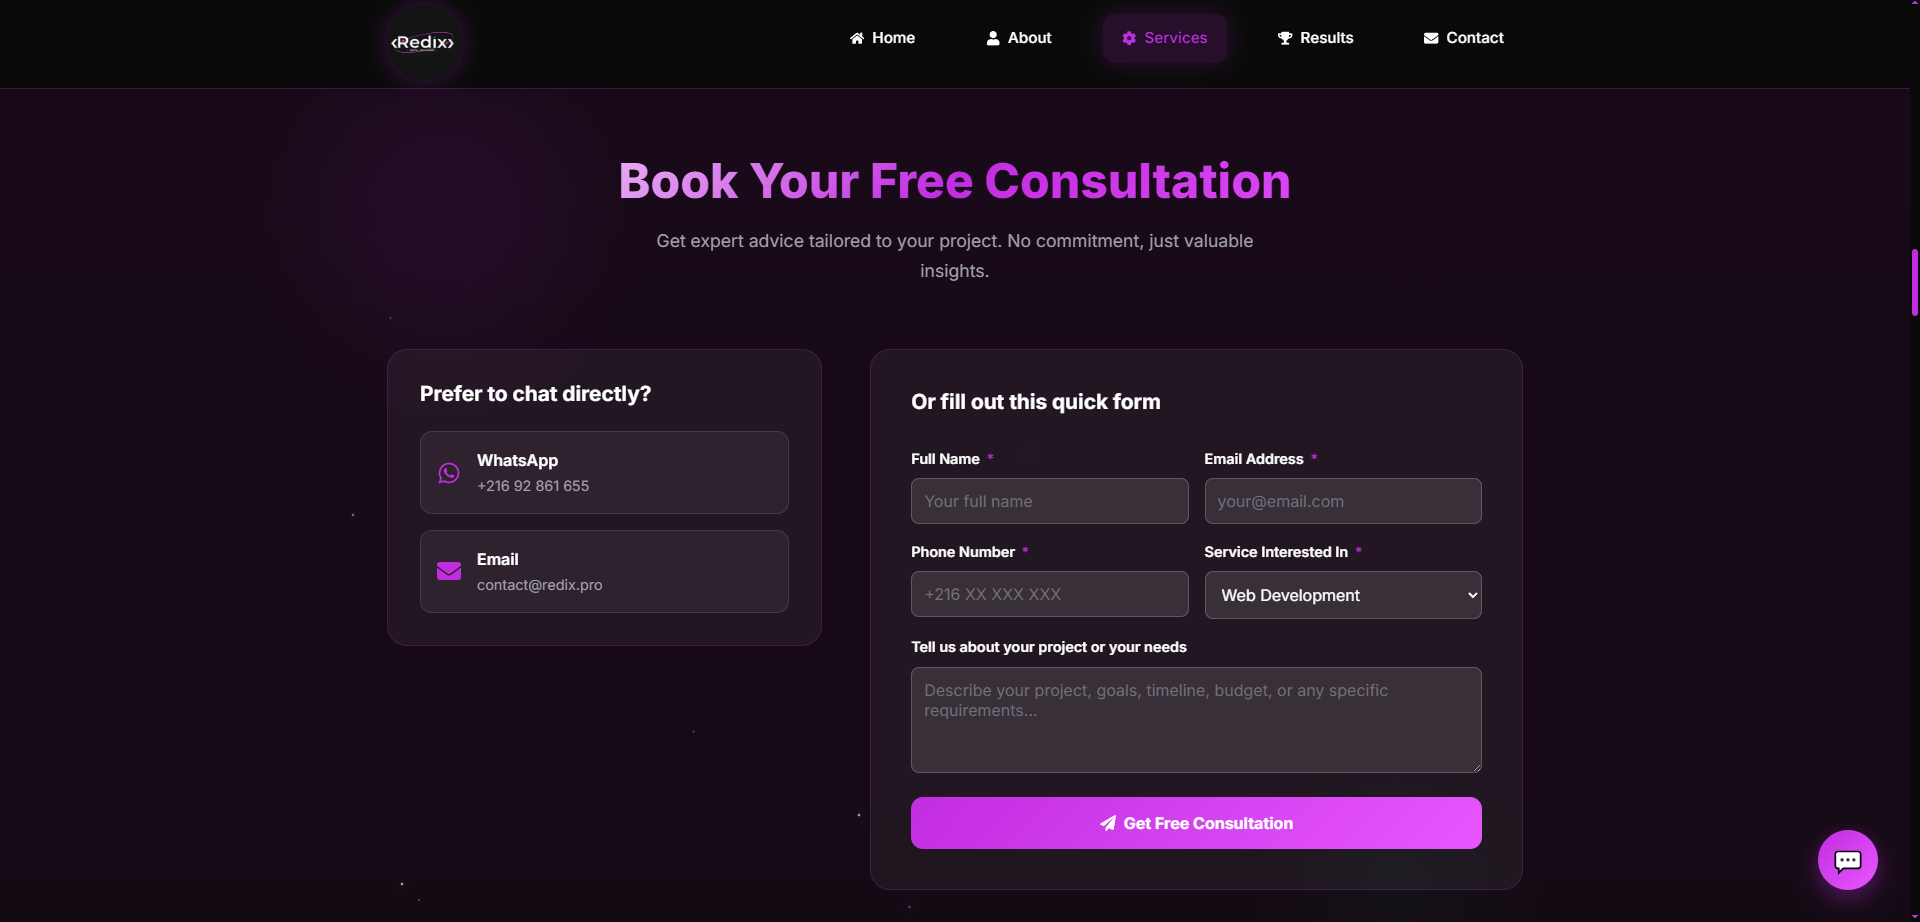 ‹Redix›
Home
About
Services
Results
Contact
Book Your Free Consultation
Get expert advice tailored to your project. No commitment, just valuable
insights.
Prefer to chat directly?
WhatsApp
+216 92 861 655
Email
contact@redix.pro
Or fill out this quick form
Full Name *
Your full name
Email Address *
your@email.com
Phone Number *
+216 XX XXX XXX
Service Interested In *
Web Development
Tell us about your project or your needs
Describe your project, goals, timeline, budget, or any specific
requirements...
Get Free Consultation